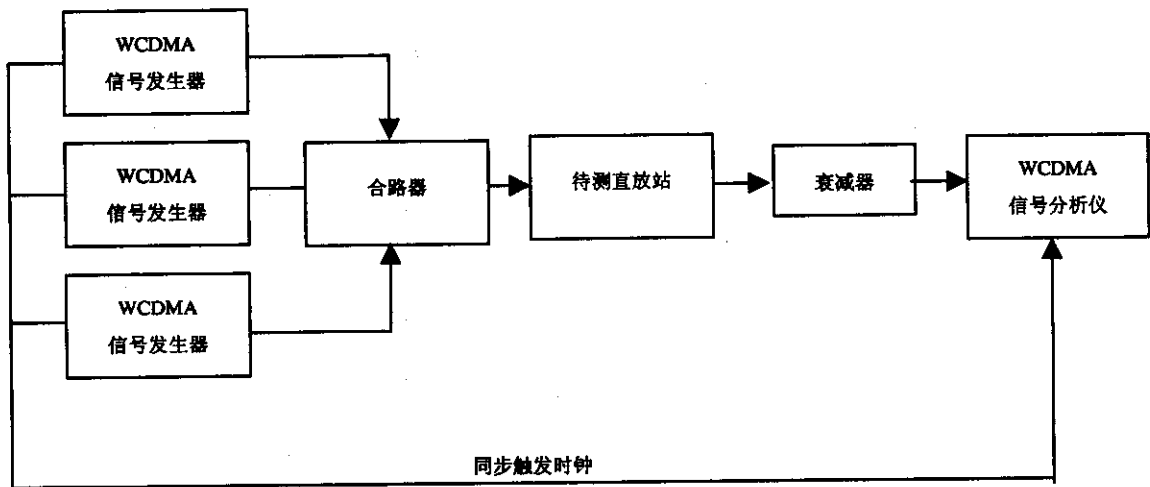 WCDMA
信号发生器
WCDMA
信号发生器
WCDMA
信号发生器
合路器
待测直放站
衰减器
WCDMA
信号分析仪
同步触发时钟